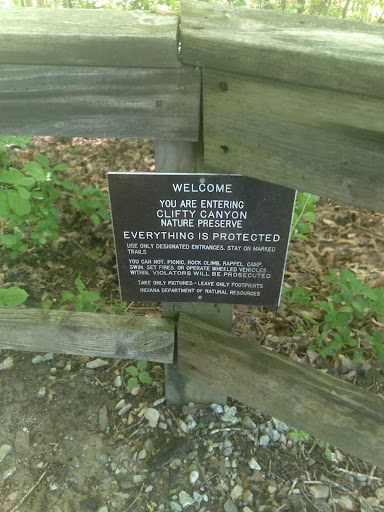 WELCOME
YOU ARE ENTERING
CLIFTY CANYON
NATURE PRESERVE
EVERYTHING IS PROTECTED
USE ONLY DESIGNATED ENTRANCES, STAY ON MARKED
TRAILS
YOU CAN NOT: PICNIC, ROCK CLIMB, RAPPEL, CAMP,
SWIM, SET FIRES, OR OPERATE WHEELED VEHICLES
WITHIN. VIOLATORS WILL BE PROSECUTED
TAKE ONLY PICTURES - LEAVE ONLY FOOTPRINTS
INDIANA DEPARTMENT OF NATURAL RESOURCES